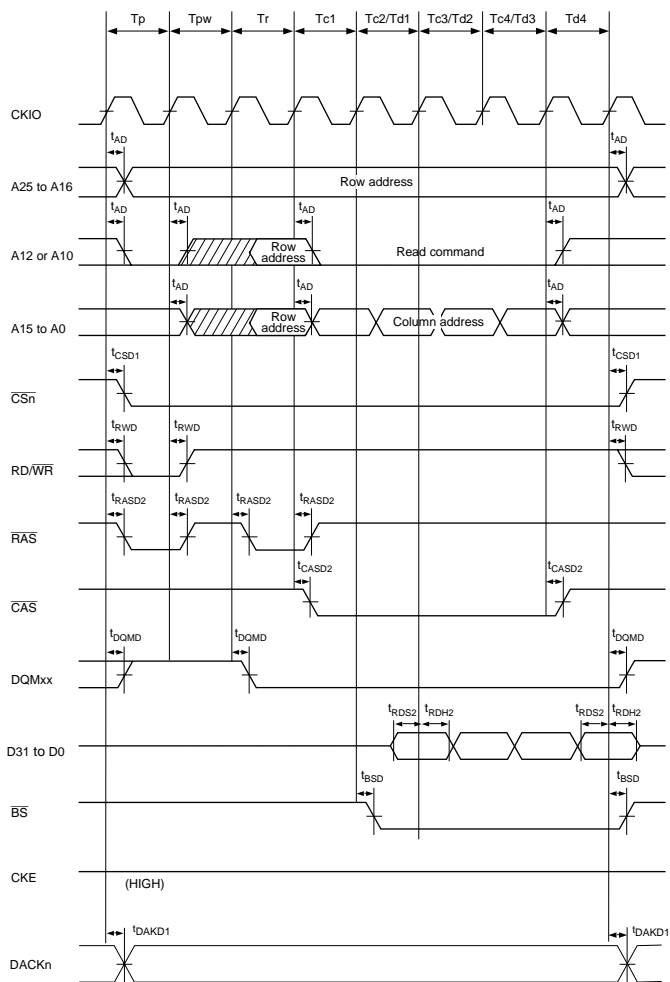 Tp Tpw Tr Tc1 Tc2/Td1 Tc3/Td2 Tc4/Td3 Td4
CKIO
tAD tAD
A25 to A16 Row address
tAD tAD tAD tAD
A12 or A10 Row address Read command
tAD tAD tAD
A15 to A0 Row address Column address
tCSD1 tCSD1
CSn
tRWD tRWD tRWD
RD/WR
tRASD2 tRASD2 tRASD2 tRASD2
RAS
tCASD2 tCASD2
CAS
tDQMD tDQMD tDQMD
DQMxx
tRDS2 tRDH2 tRDS2 tRDH2
D31 to D0
tBSD tBSD
BS
CKE
(HIGH)
tDAKD1 tDAKD1
DACKn